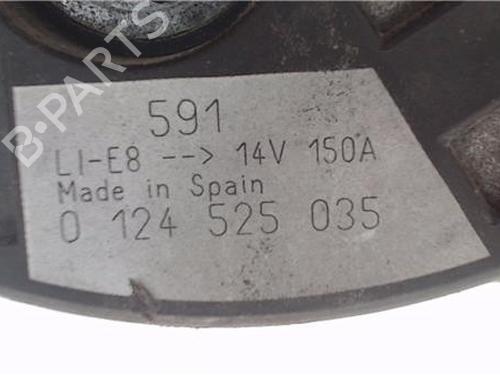 B-PARTS
591
LI-E8 --> 14V 150A
Made in Spain
0 124 525 035